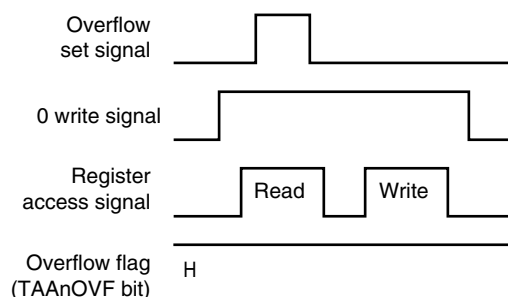 Overflow
set signal
0 write signal
Register
access signal
Read
Write
Overflow flag
(TAAnOVF bit)
H